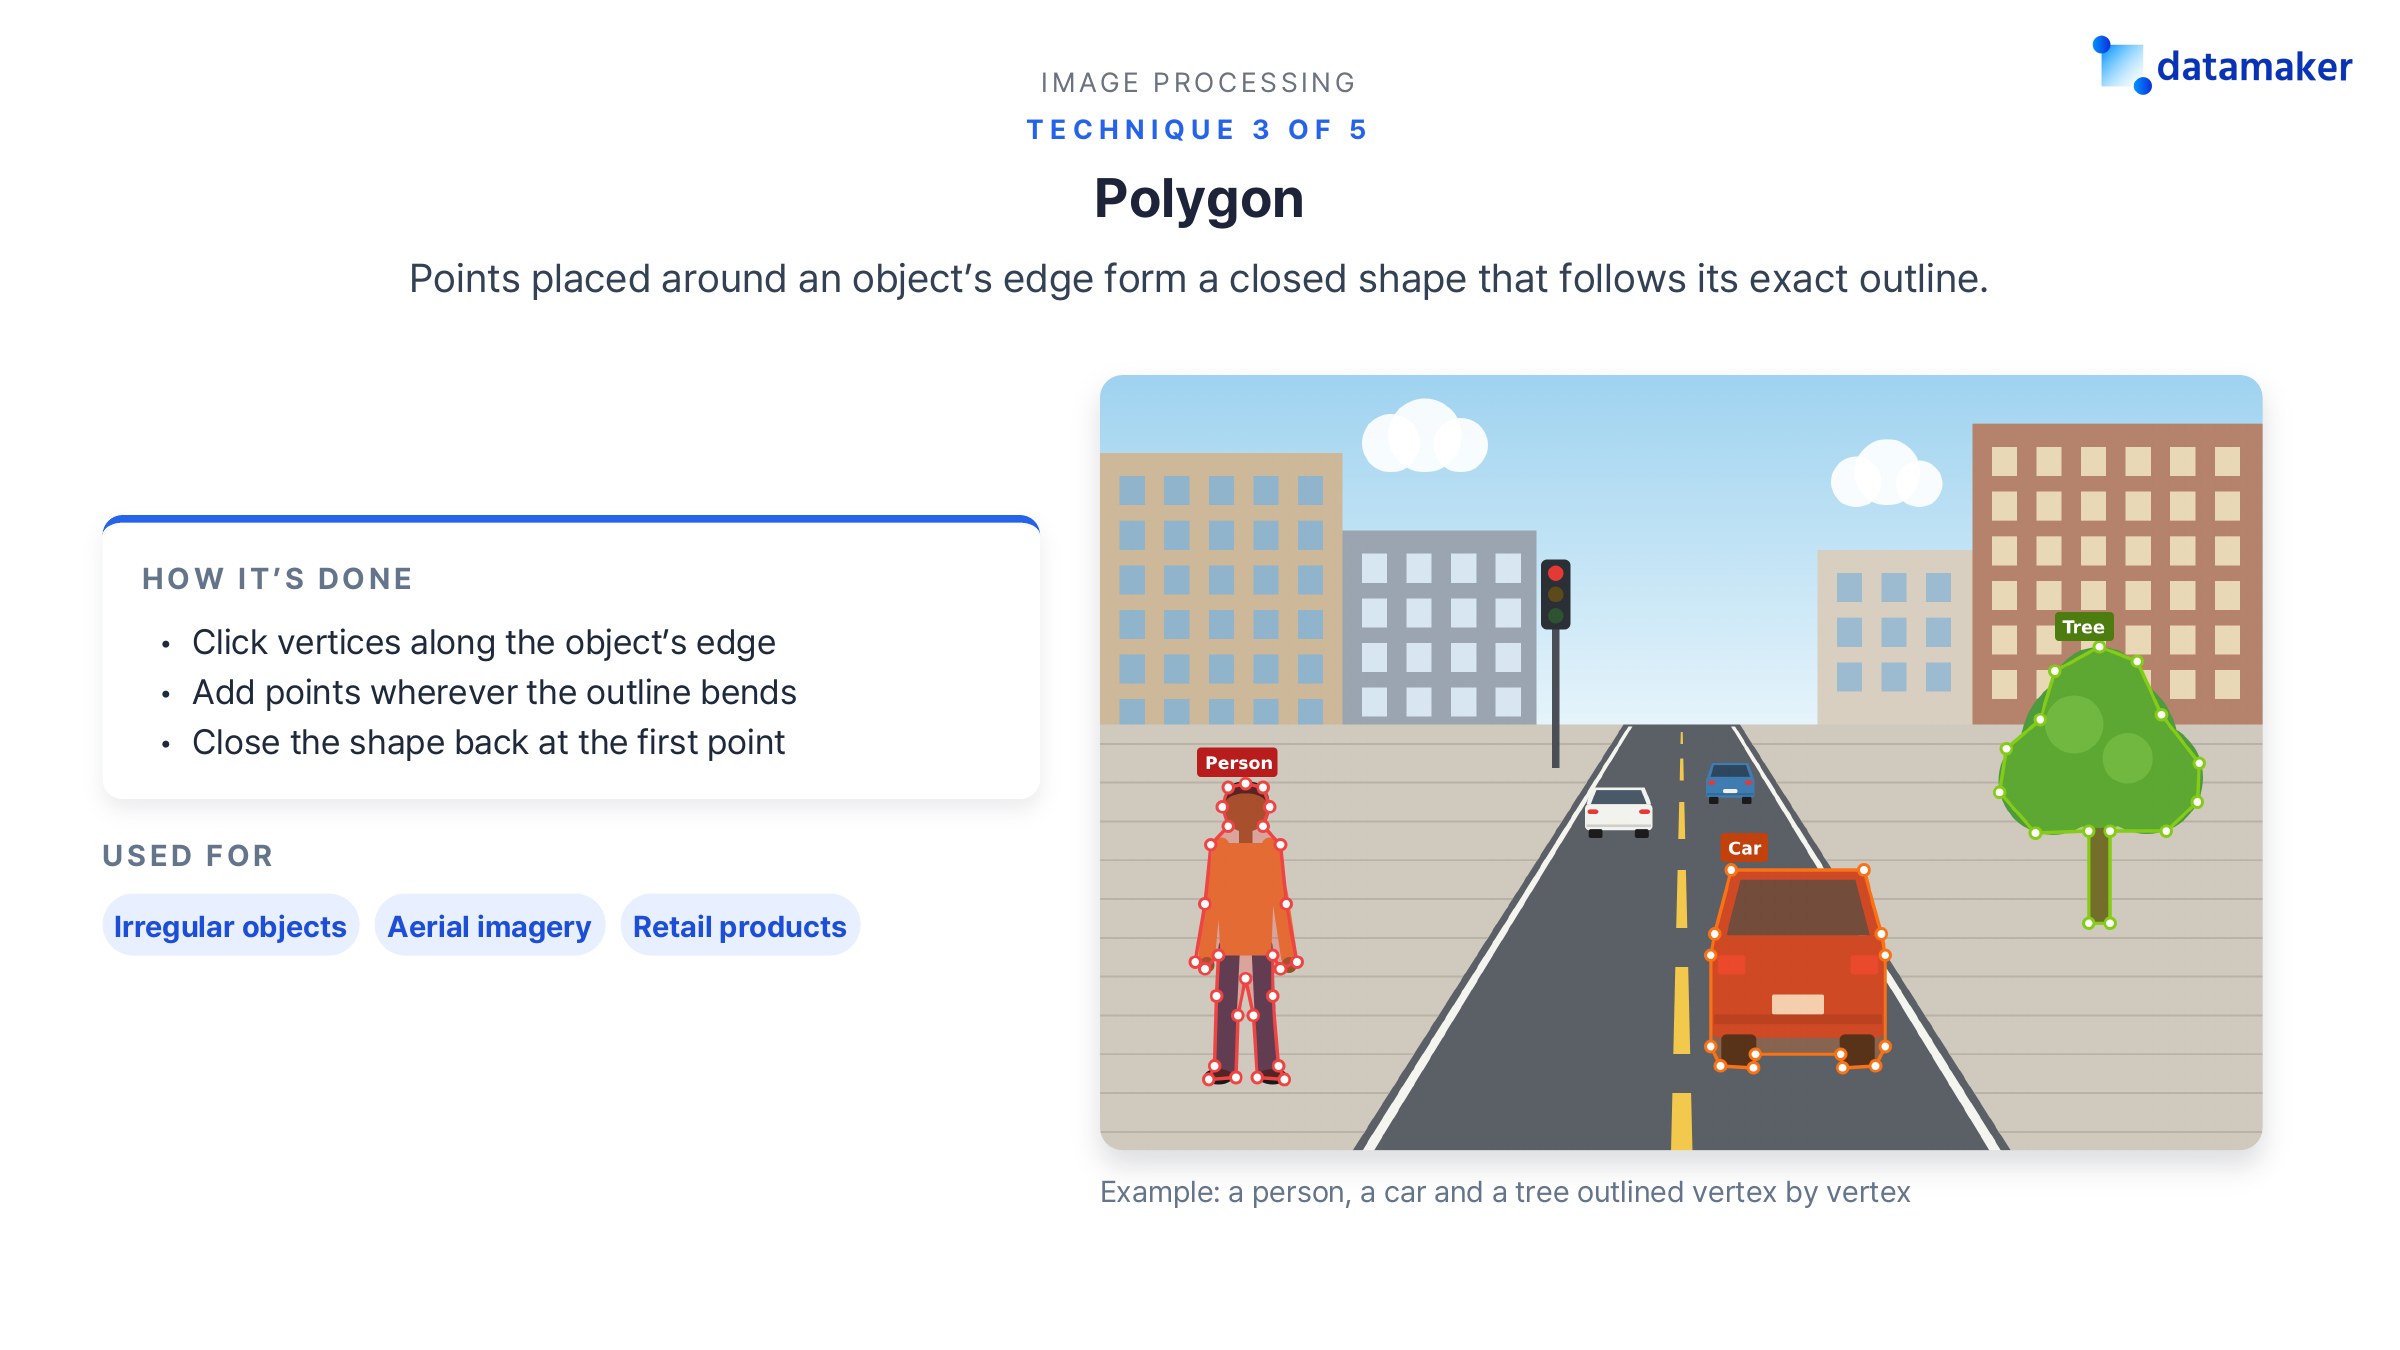 datamaker
IMAGE PROCESSING
TECHNIQUE 3 OF 5
Polygon
Points placed around an object’s edge form a closed shape that follows its exact outline.
HOW IT’S DONE
• Click vertices along the object’s edge
• Add points wherever the outline bends
• Close the shape back at the first point
USED FOR
Irregular objects
Aerial imagery
Retail products
Tree
Person
Car
Example: a person, a car and a tree outlined vertex by vertex